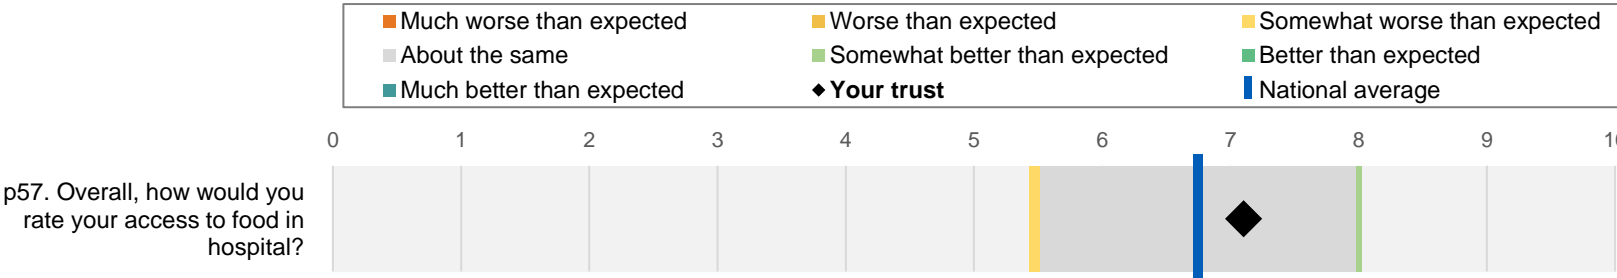 Much worse than expected Worse than expected Somewhat worse than expected
About the same Somewhat better than expected Better than expected
Much better than expected Your trust National average
0 1 2 3 4 5 6 7 8 9 10
p57. Overall, how would you
rate your access to food in
hospital?